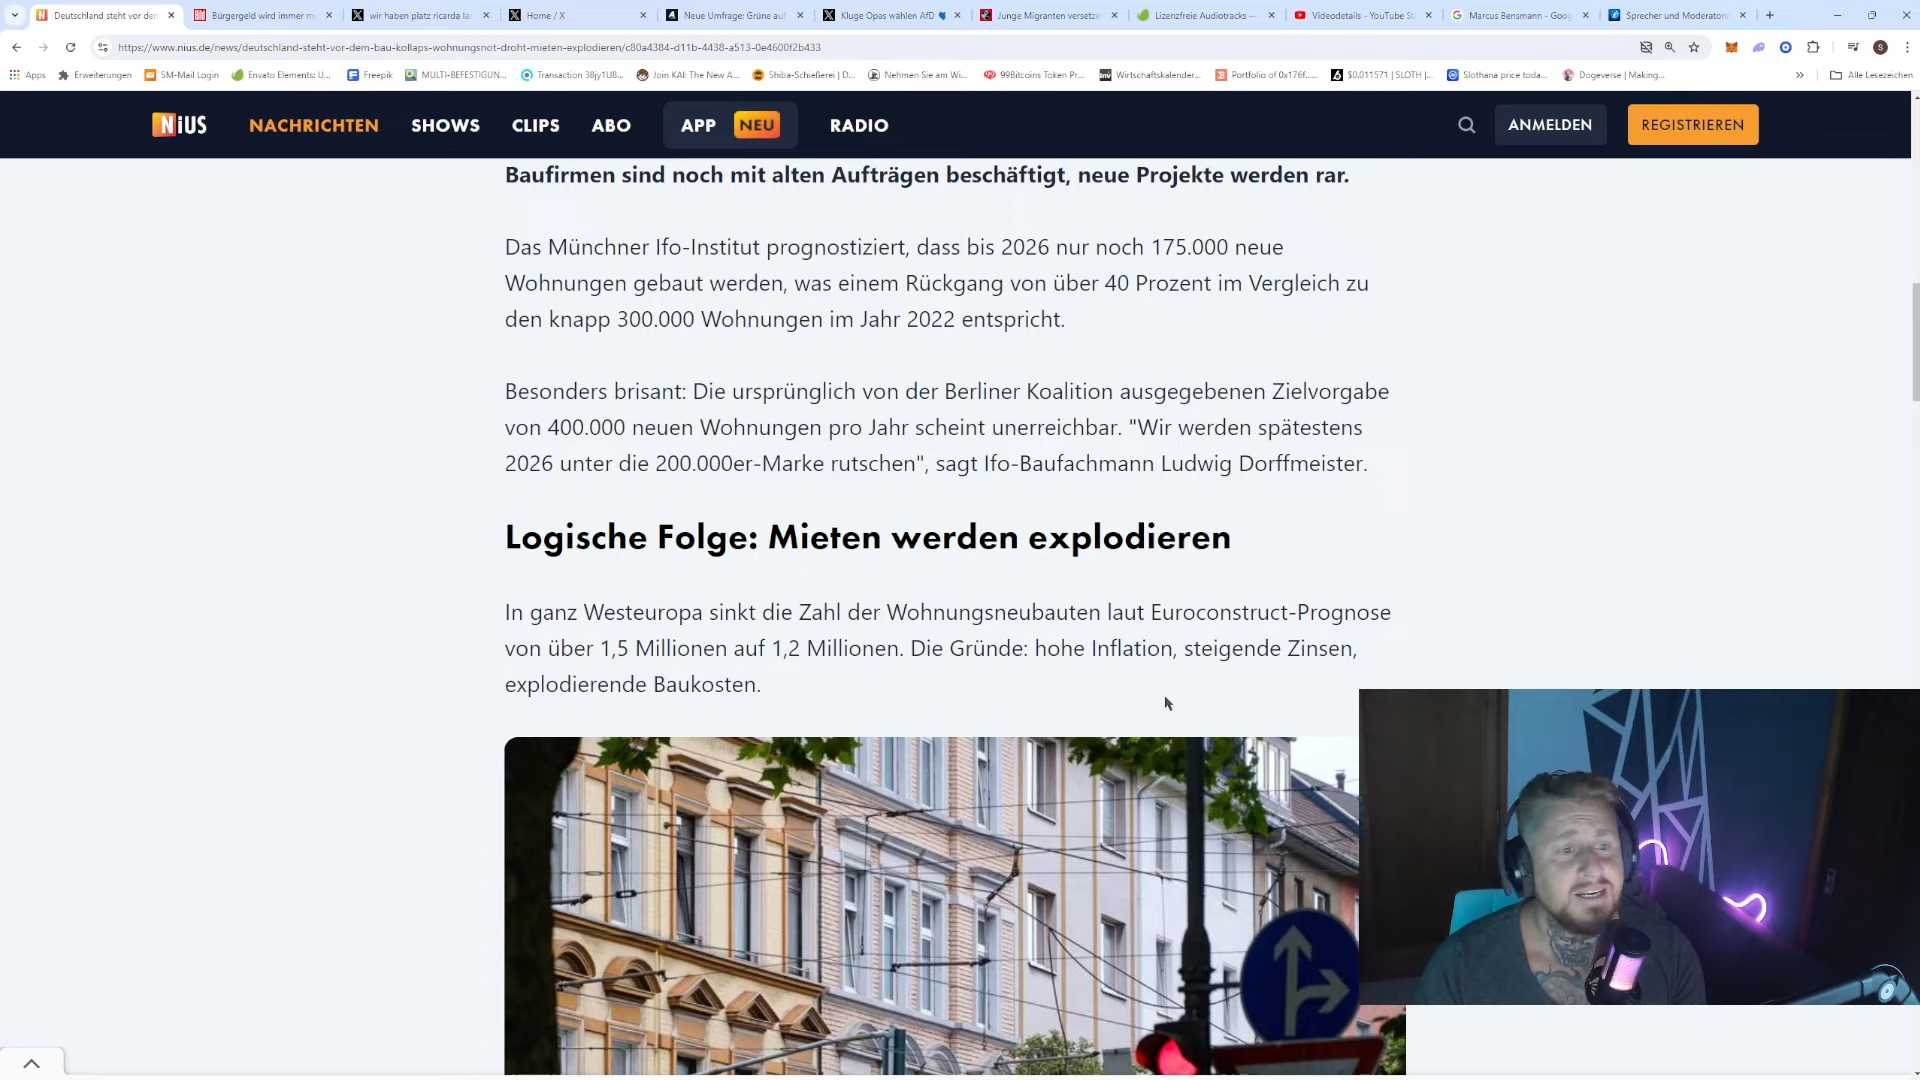 Deutschland steht vor der
Bürgergeld wird immer m
wir haben platz ricarda la
Home / X
Neue Umfrage: Grüne auf
Kluge Opas wählen AfD
Junge Migranten versetze
Lizenzfreie Audiotracks —
Videodetails - YouTube St
Marcus Bensmann - Goog
Sprecher und Moderatore
https://www.nius.de/news/deutschland-steht-vor-dem-bau-kollaps-wohnungsnot-droht-mieten-explodieren/c80a4384-d11b-4438-a513-0e4600f2b433
Apps
Erweiterungen
SM-Mail Login
Envato Elements: U...
Freepik
MULTI-BEFESTIGUN...
Transaction 38jy1U8...
Join KAI: The New A...
Shiba-Schießerei | D...
Nehmen Sie am Wi...
99Bitcoins Token Pr...
Wirtschaftskalender...
Portfolio of 0x176f......
$0.011571 | SLOTH |...
Slothana price toda...
Dogeverse | Making...
Alle Lesezeichen
NiUS
NACHRICHTEN
SHOWS
CLIPS
ABO
APP NEU
RADIO
ANMELDEN
REGISTRIEREN
Baufirmen sind noch mit alten Aufträgen beschäftigt, neue Projekte werden rar.
Das Münchner Ifo-Institut prognostiziert, dass bis 2026 nur noch 175.000 neue
Wohnungen gebaut werden, was einem Rückgang von über 40 Prozent im Vergleich zu
den knapp 300.000 Wohnungen im Jahr 2022 entspricht.
Besonders brisant: Die ursprünglich von der Berliner Koalition ausgegebenen Zielvorgabe
von 400.000 neuen Wohnungen pro Jahr scheint unerreichbar. "Wir werden spätestens
2026 unter die 200.000er-Marke rutschen", sagt Ifo-Baufachmann Ludwig Dorffmeister.
Logische Folge: Mieten werden explodieren
In ganz Westeuropa sinkt die Zahl der Wohnungsneubauten laut Euroconstruct-Prognose
von über 1,5 Millionen auf 1,2 Millionen. Die Gründe: hohe Inflation, steigende Zinsen,
explodierende Baukosten.